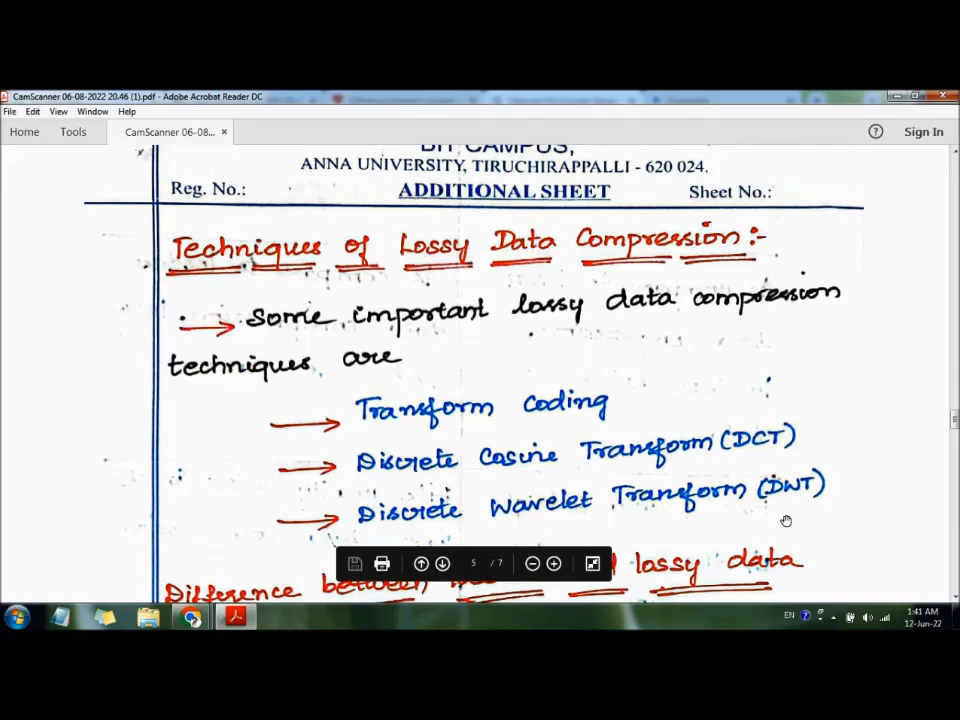 CamScanner 06-08-2022 20.46 (1).pdf - Adobe Acrobat Reader DC
File Edit View Window Help
Home Tools CamScanner 06-08... × ? Sign In
BIT CAMPUS,
ANNA UNIVERSITY, TIRUCHIRAPPALLI - 620 024.
Reg. No.: ADDITIONAL SHEET Sheet No.:
Techniques of Lossy Data Compression:-
→ Some important lossy data compression
techniques are
→ Transform Coding
→ Discrete Cosine Transform (DCT)
→ Discrete Wavelet Transform (DWT)
5 / 7
Difference between lossy data
EN 1:41 AM
12-Jun-22